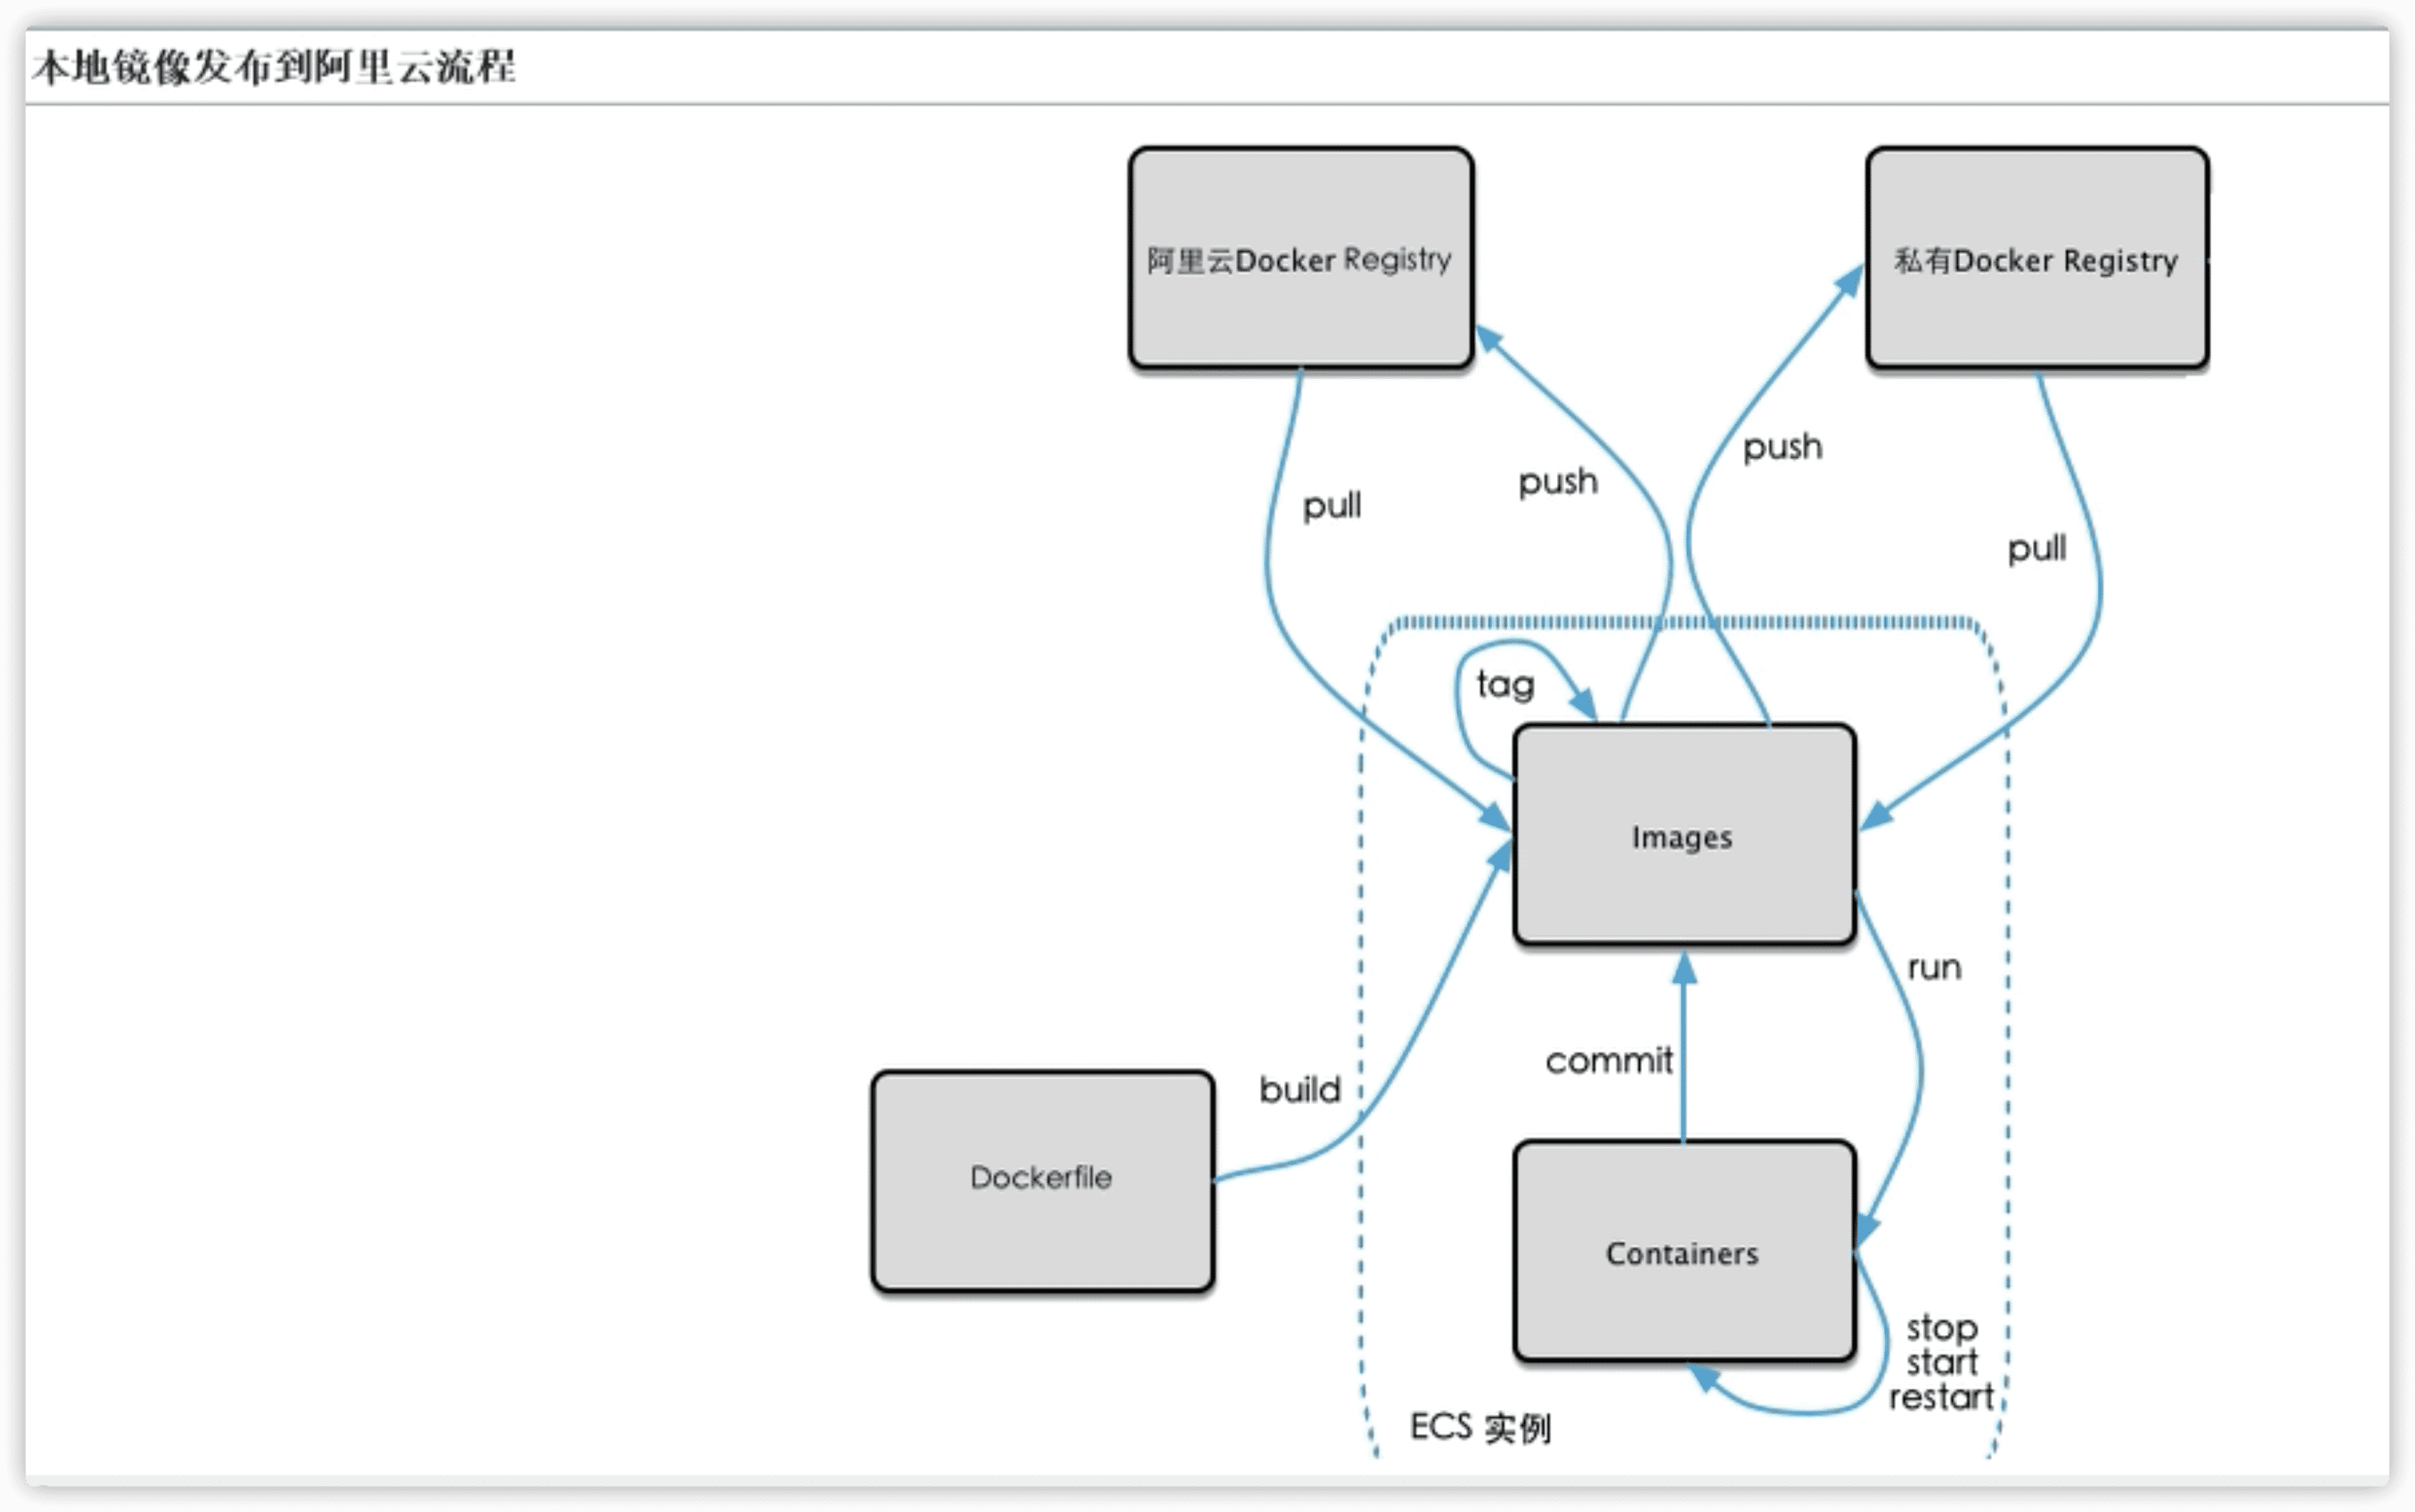 本地镜像发布到阿里云流程
阿里云Docker Registry
私有Docker Registry
push
push
pull
pull
tag
Images
run
commit
build
Dockerfile
Containers
stop
start
restart
ECS 实例